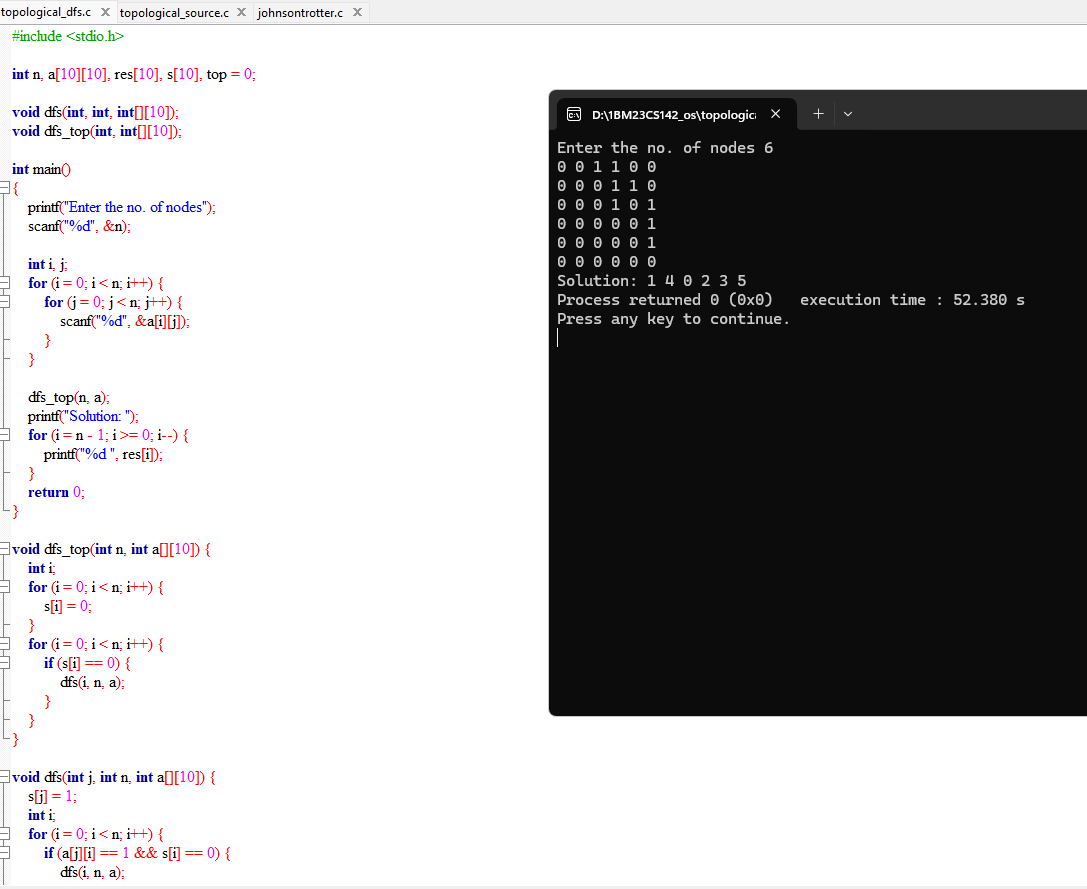 topological_dfs.c X topological_source.c X johnsontrotter.c X
#include <stdio.h>
int n, a[10][10], res[10], s[10], top = 0;
void dfs(int, int, int[][10]);
void dfs_top(int, int[][10]);
int main()
{
printf("Enter the no. of nodes");
scanf("%d", &n);
int i, j;
for (i = 0; i < n; i++) {
for (j = 0; j < n; j++) {
scanf("%d", &a[i][j]);
}
}
dfs_top(n, a);
printf("Solution: ");
for (i = n - 1; i >= 0; i--) {
printf("%d ", res[i]);
}
return 0;
}
void dfs_top(int n, int a[][10]) {
int i;
for (i = 0; i < n; i++) {
s[i] = 0;
}
for (i = 0; i < n; i++) {
if (s[i] == 0) {
dfs(i, n, a);
}
}
}
void dfs(int j, int n, int a[][10]) {
s[j] = 1;
int i;
for (i = 0; i < n; i++) {
if (a[j][i] == 1 && s[i] == 0) {
dfs(i, n, a);
D:\1BM23CS142_os\topologic
Enter the no. of nodes 6
0 0 1 1 0 0
0 0 0 1 1 0
0 0 0 1 0 1
0 0 0 0 0 1
0 0 0 0 0 1
0 0 0 0 0 0
Solution: 1 4 0 2 3 5
Process returned 0 (0x0)   execution time : 52.380 s
Press any key to continue.